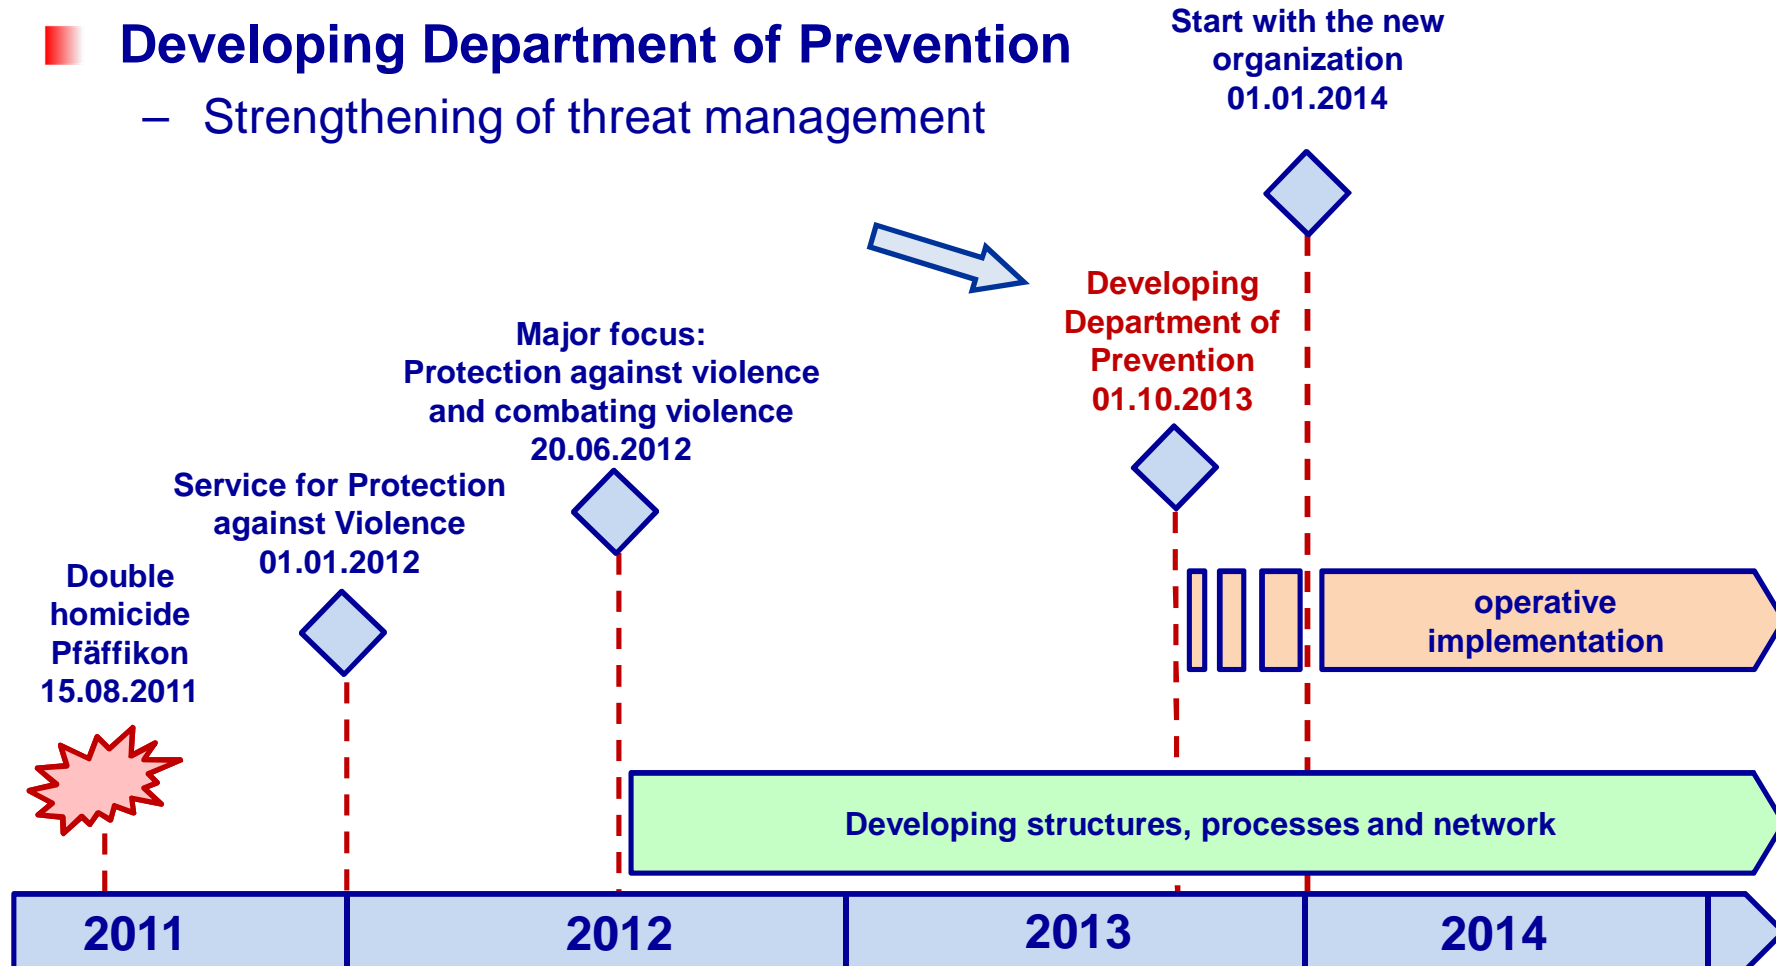 Developing Department of Prevention
– Strengthening of threat management
Start with the new
organization
01.01.2014
Developing
Department of
Prevention
01.10.2013
Major focus:
Protection against violence
and combating violence
20.06.2012
Service for Protection
against Violence
01.01.2012
Double
homicide
Pfäffikon
15.08.2011
operative
implementation
Developing structures, processes and network
2011
2012
2013
2014